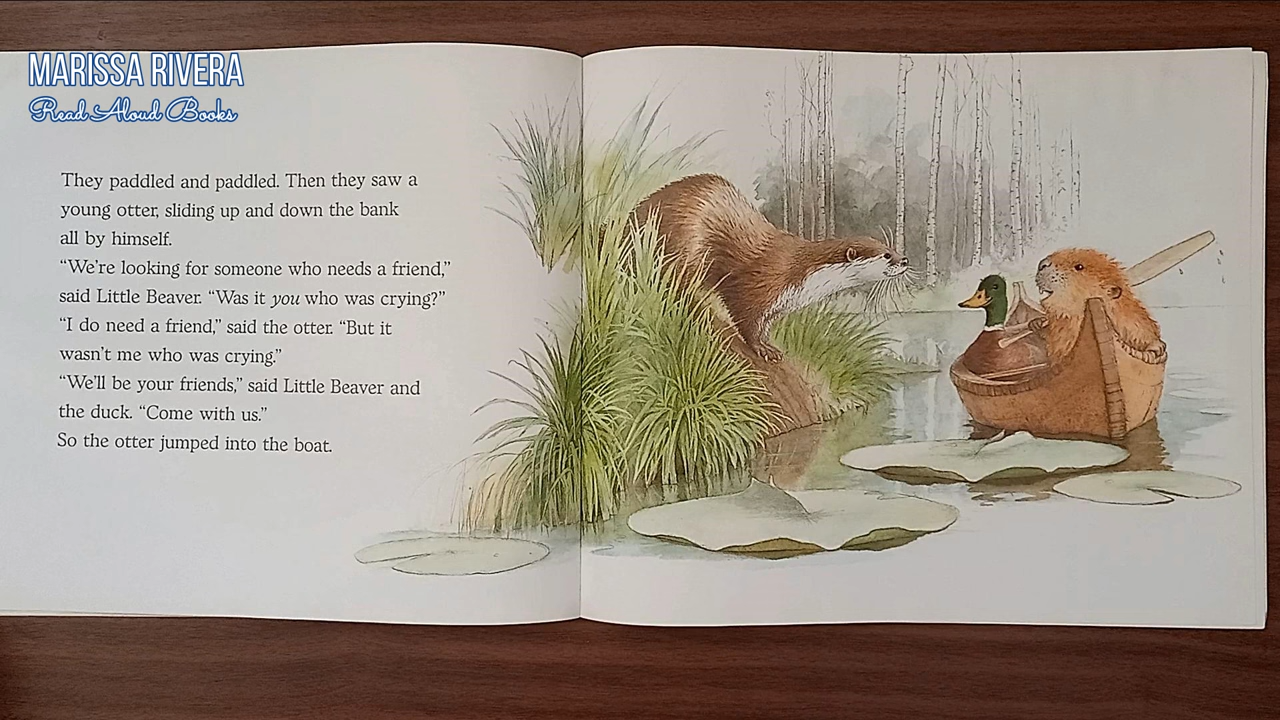 MARISSA RIVERA
Read Aloud Books
They paddled and paddled. Then they saw a
young otter, sliding up and down the bank
all by himself.
“We’re looking for someone who needs a friend,”
said Little Beaver. “Was it you who was crying?”
“I do need a friend,” said the otter. “But it
wasn’t me who was crying.”
“We’ll be your friends,” said Little Beaver and
the duck. “Come with us.”
So the otter jumped into the boat.